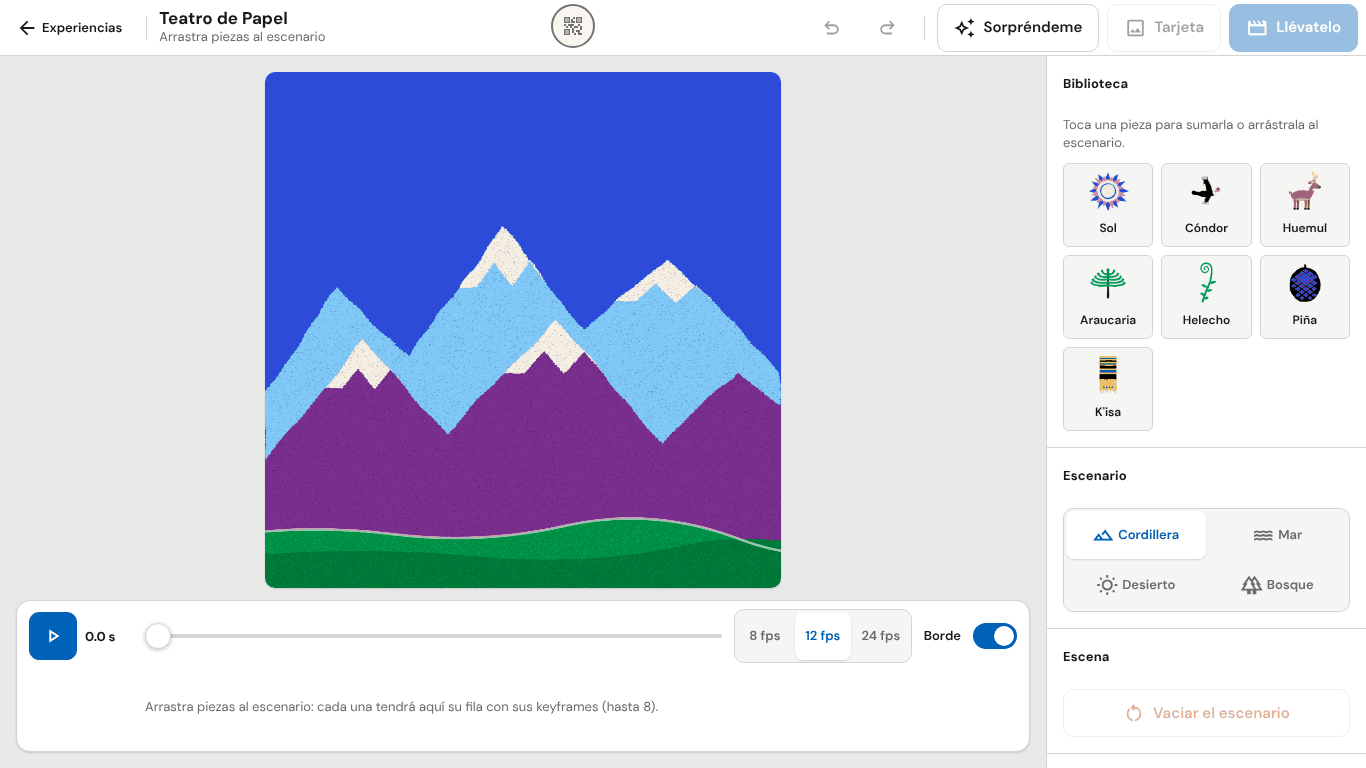 Experiencias
Teatro de Papel
Arrastra piezas al escenario
Sorpréndeme
Tarjeta
Llévatelo
Biblioteca
Toca una pieza para sumarla o arrástrala al
escenario.
Sol
Cóndor
Huemul
Araucaria
Helecho
Piña
K'isa
Escenario
Cordillera
Mar
Desierto
Bosque
Escena
Vaciar el escenario
0.0 s
8 fps
12 fps
24 fps
Borde
Arrastra piezas al escenario: cada una tendrá aquí su fila con sus keyframes (hasta 8).